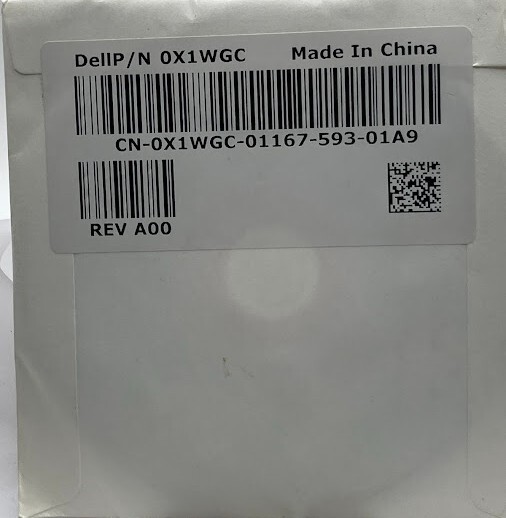 DellP/N 0X1WGC Made In China
CN-0X1WGC-01167-593-01A9
REV A00